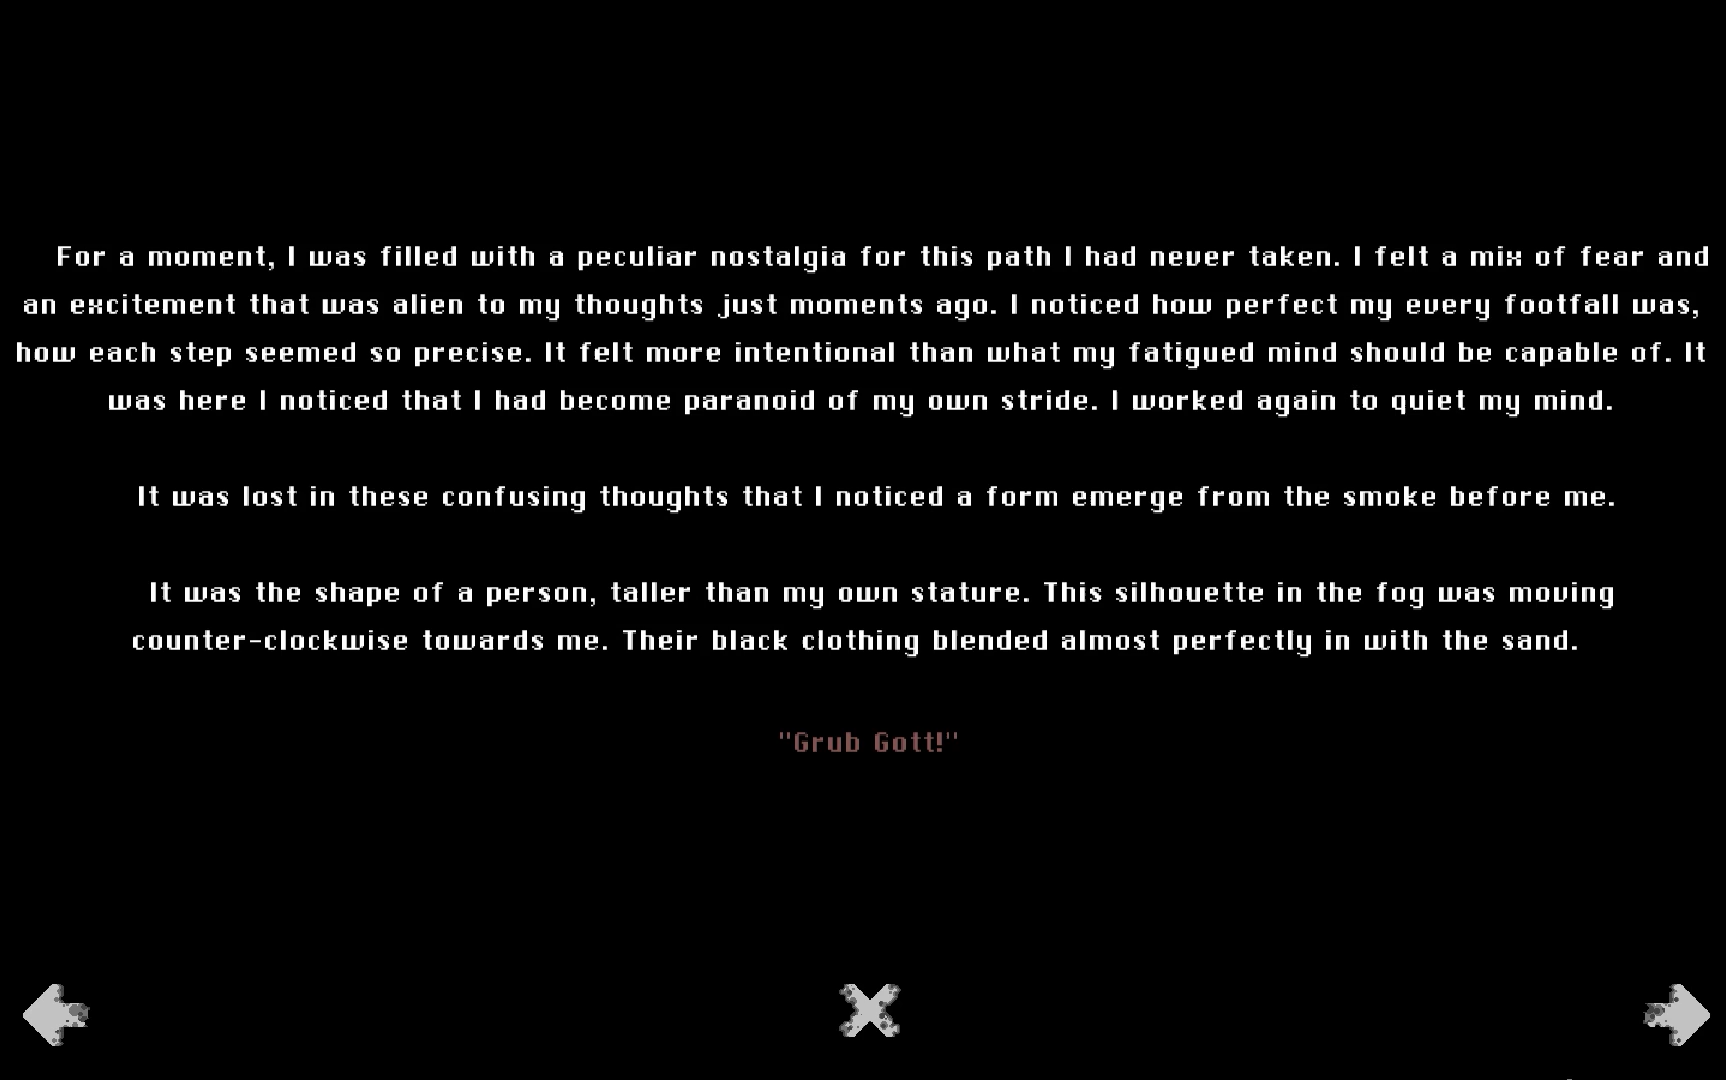 For a moment, I was filled with a peculiar nostalgia for this path I had never taken. I felt a mix of fear and
an excitement that was alien to my thoughts just moments ago. I noticed how perfect my every footfall was,
how each step seemed so precise. It felt more intentional than what my fatigued mind should be capable of. It
was here I noticed that I had become paranoid of my own stride. I worked again to quiet my mind.
It was lost in these confusing thoughts that I noticed a form emerge from the smoke before me.
It was the shape of a person, taller than my own stature. This silhouette in the fog was moving
counter-clockwise towards me. Their black clothing blended almost perfectly in with the sand.
"Grub Gott!"